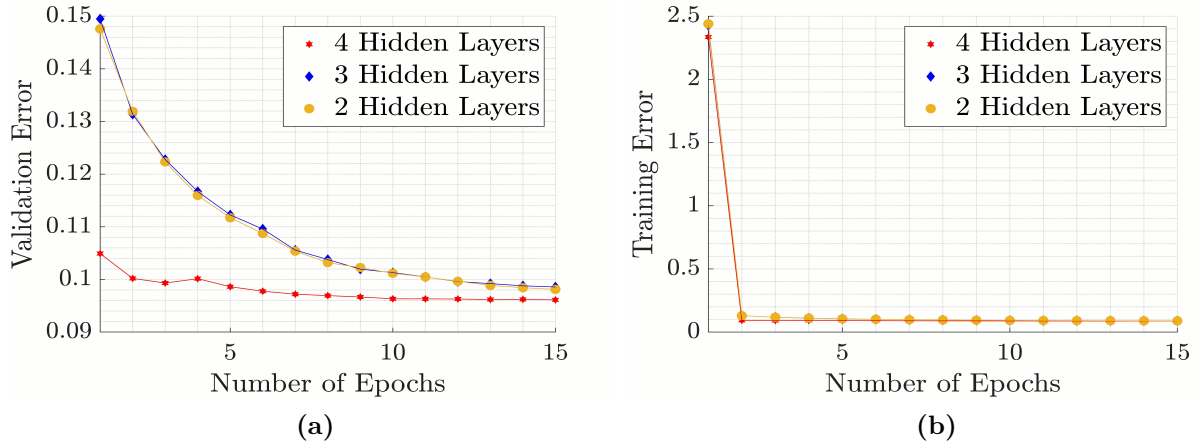 0.15
0.14
0.13
0.12
0.11
0.1
0.09
Validation Error
4 Hidden Layers
3 Hidden Layers
2 Hidden Layers
5
10
15
Number of Epochs
(a)
2.5
2
1.5
1
0.5
0
Training Error
4 Hidden Layers
3 Hidden Layers
2 Hidden Layers
5
10
15
Number of Epochs
(b)